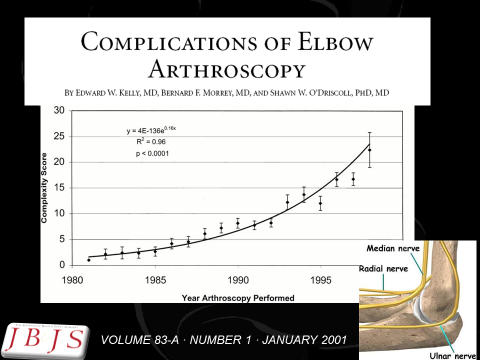 COMPLICATIONS OF ELBOW
ARTHROSCOPY
BY EDWARD W. KELLY, MD, BERNARD F. MORREY, MD, AND SHAWN W. O'DRISCOLL, PHD, MD
30
25
20
15
10
5
0
Complexity Score
y = 4E-136e^0.16x
R² = 0.96
p < 0.0001
1980
1985
1990
1995
Year Arthroscopy Performed
Median nerve
Radial nerve
Ulnar nerve
JBJS
VOLUME 83-A · NUMBER 1 · JANUARY 2001